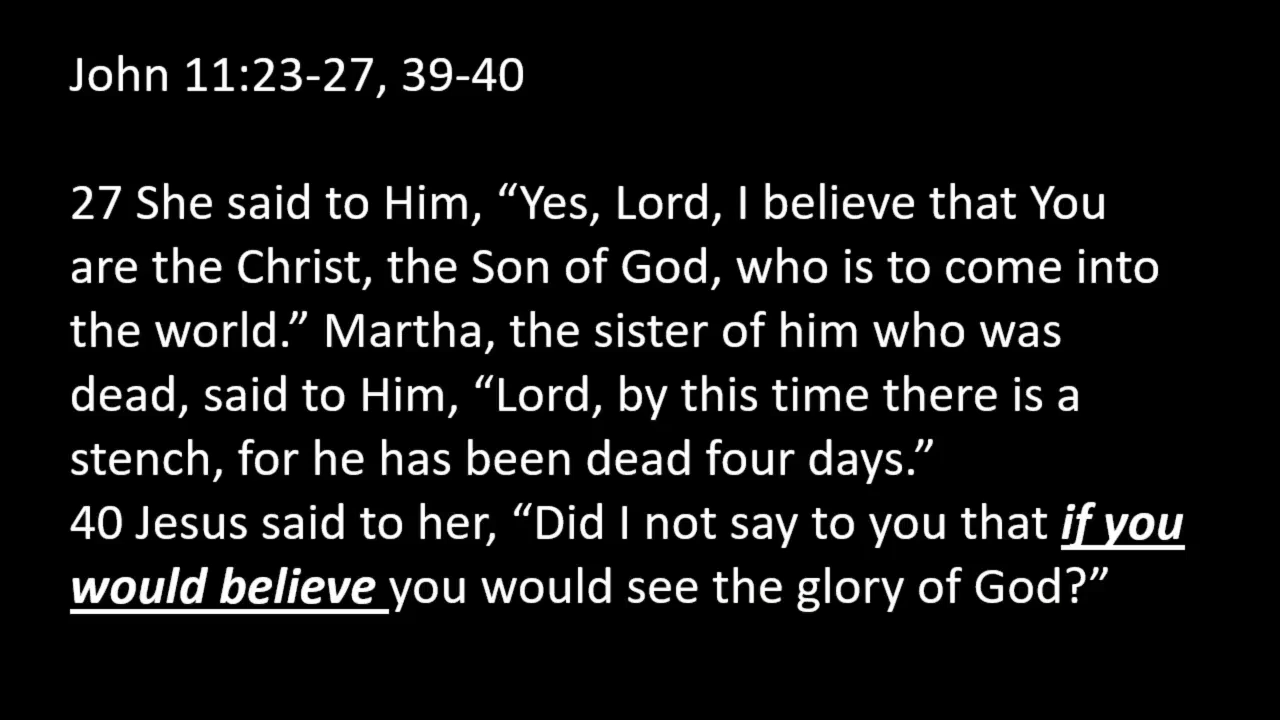 John 11:23-27, 39-40
27 She said to Him, “Yes, Lord, I believe that You
are the Christ, the Son of God, who is to come into
the world.” Martha, the sister of him who was
dead, said to Him, “Lord, by this time there is a
stench, for he has been dead four days.”
40 Jesus said to her, “Did I not say to you that if you
would believe you would see the glory of God?”